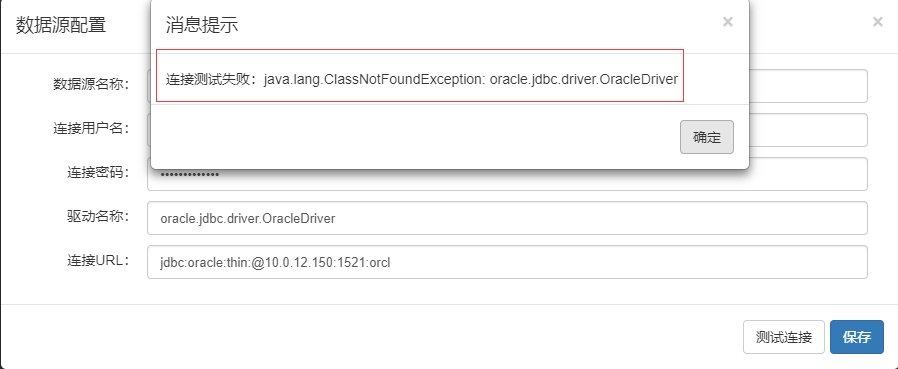 数据源配置
×
消息提示
×
连接测试失败：java.lang.ClassNotFoundException: oracle.jdbc.driver.OracleDriver
确定
数据源名称：
连接用户名：
连接密码：
•••••••••••••
驱动名称：
oracle.jdbc.driver.OracleDriver
连接URL：
jdbc:oracle:thin:@10.0.12.150:1521:orcl
测试连接
保存